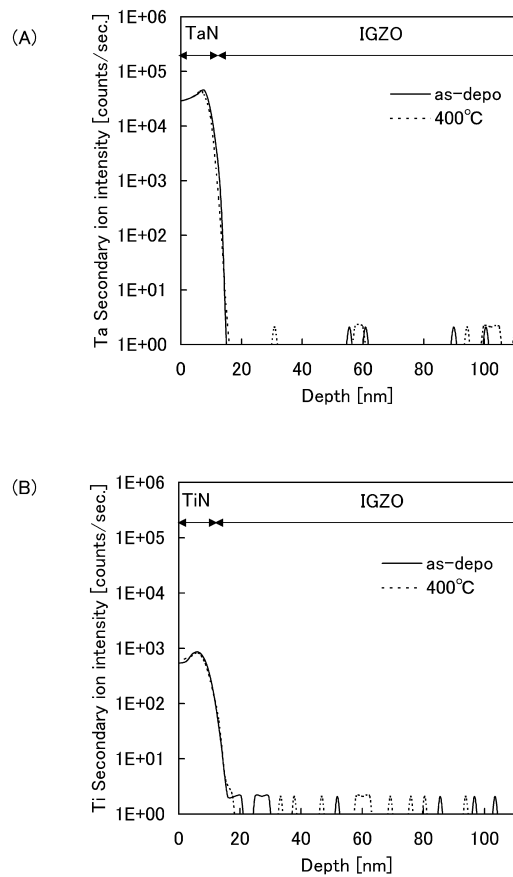 (A)
TaN
IGZO
Ta Secondary ion intensity [counts/sec.]
1E+06
1E+05
1E+04
1E+03
1E+02
1E+01
1E+00
as-depo
400℃
0
20
40
60
80
100
Depth [nm]
(B)
TiN
IGZO
Ti Secondary ion intensity [counts/sec.]
1E+06
1E+05
1E+04
1E+03
1E+02
1E+01
1E+00
as-depo
400℃
0
20
40
60
80
100
Depth [nm]